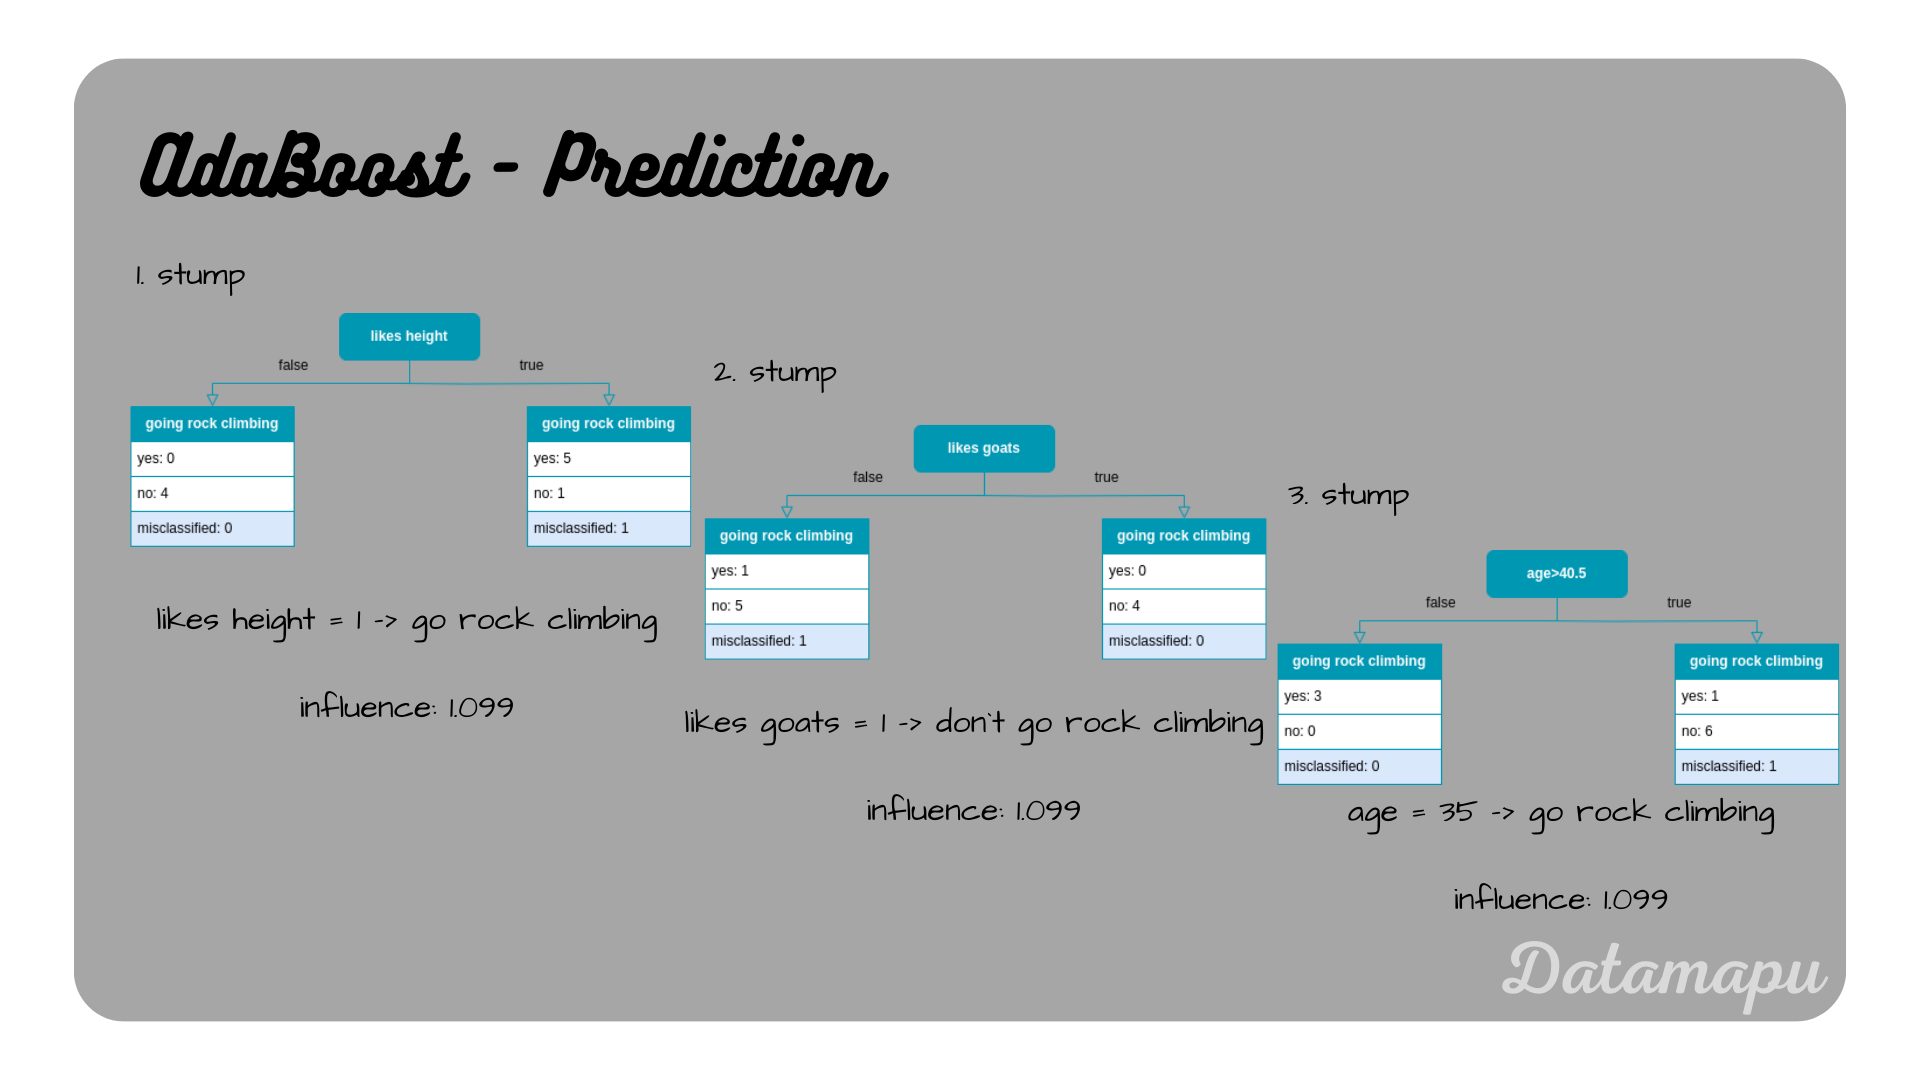 AdaBoost - Prediction
1. stump
likes height
false
true
going rock climbing
yes: 0
no: 4
misclassified: 0
going rock climbing
yes: 5
no: 1
misclassified: 1
likes height = 1 -> go rock climbing
influence: 1.099
2. stump
likes goats
false
true
going rock climbing
yes: 1
no: 5
misclassified: 1
going rock climbing
yes: 0
no: 4
misclassified: 0
likes goats = 1 -> don't go rock climbing
influence: 1.099
3. stump
age>40.5
false
true
going rock climbing
yes: 3
no: 0
misclassified: 0
going rock climbing
yes: 1
no: 6
misclassified: 1
age = 35 -> go rock climbing
influence: 1.099
Datamapu